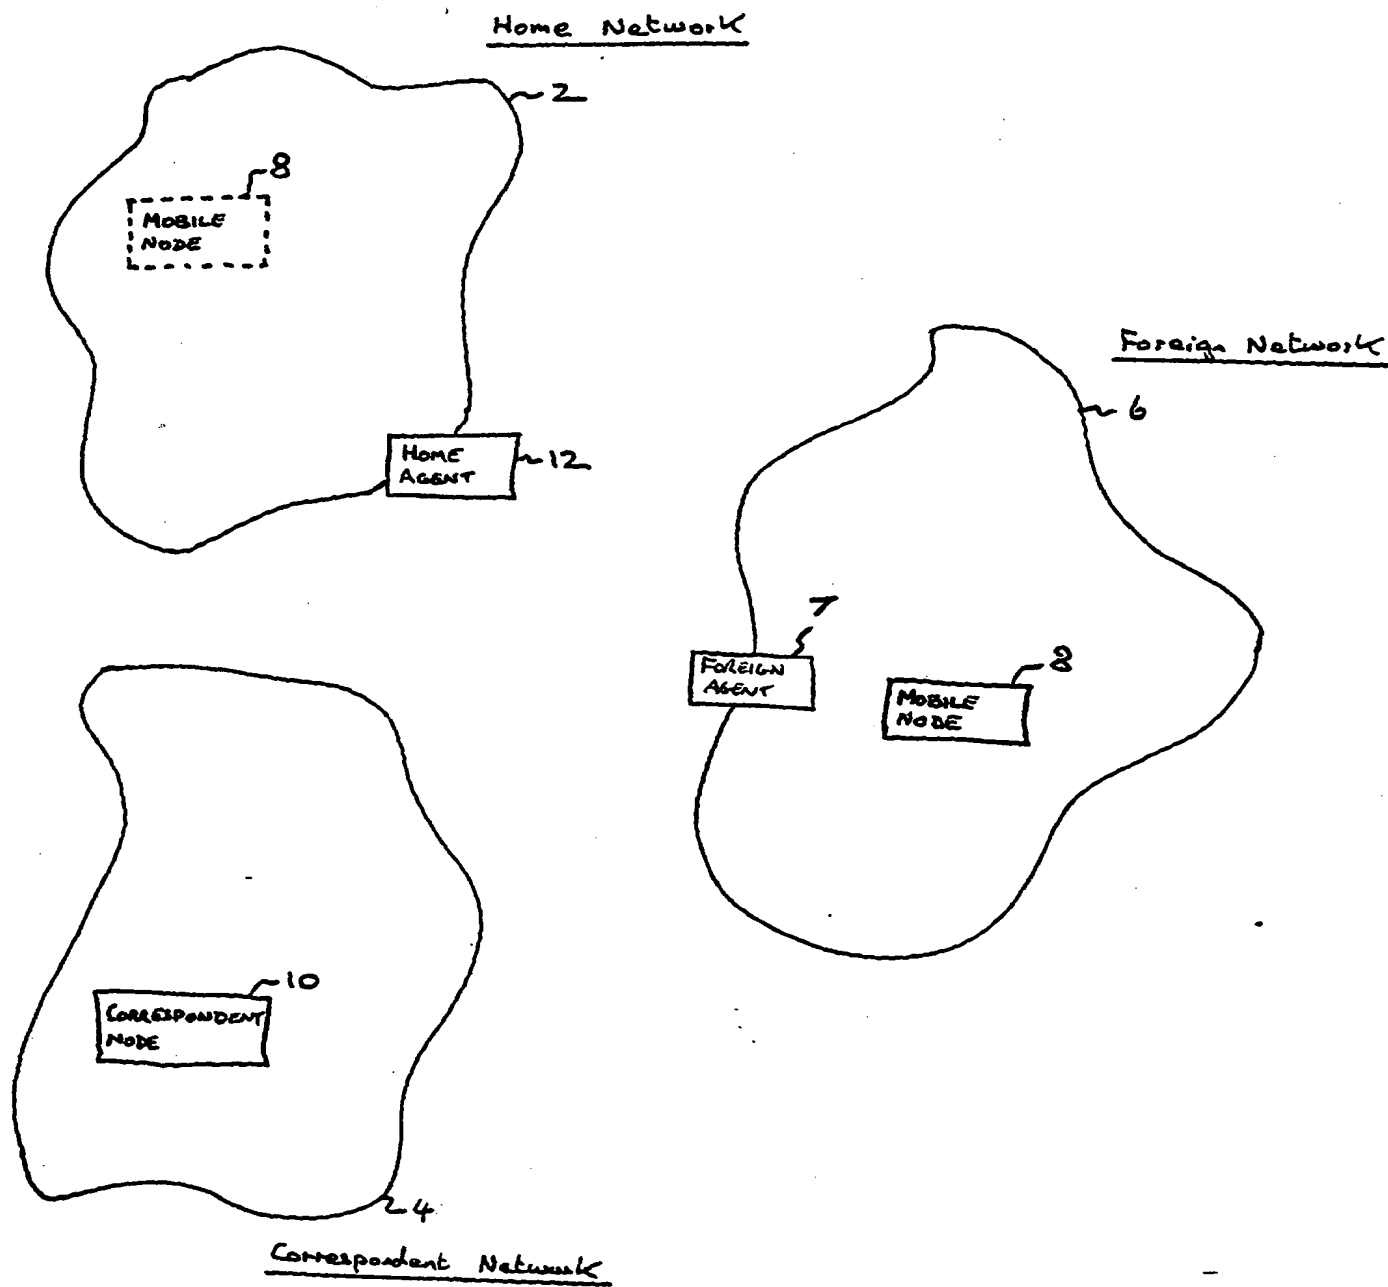 Home Network
2
8
MOBILE
NODE
Foreign Network
6
HOME
AGENT
12
7
FOREIGN
AGENT
8
MOBILE
NODE
10
CORRESPONDENT
NODE
4
Correspondent Network